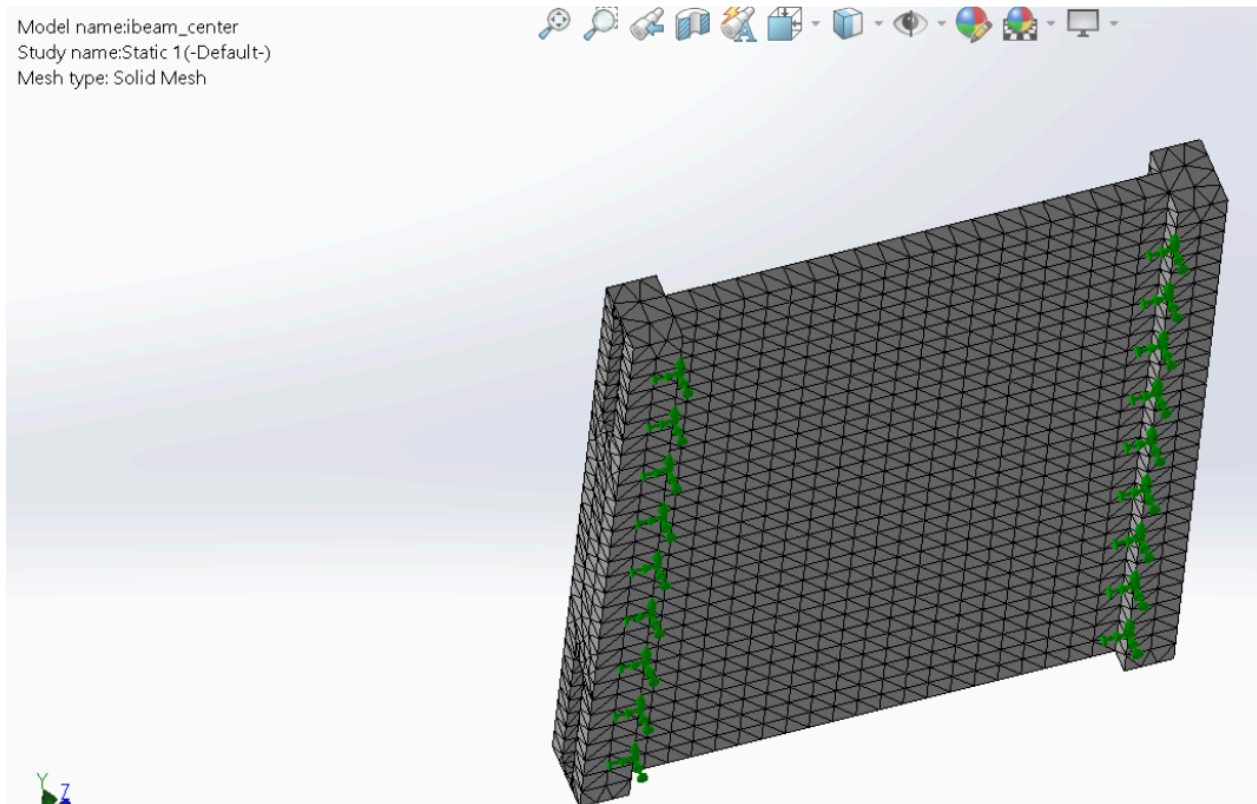 Model name:ibeam_center
Study name:Static 1(-Default-)
Mesh type: Solid Mesh
A
Y
Z